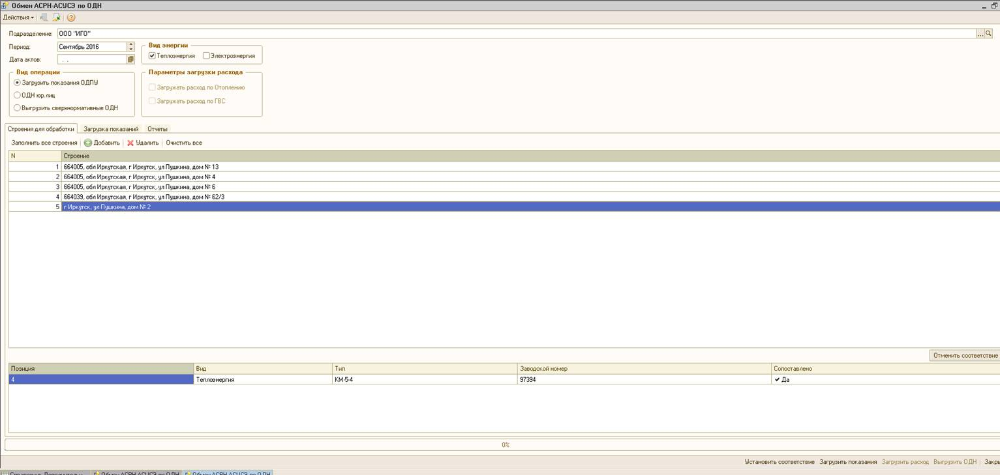 Обмен АСРН-АСУСЭ по ОДН
Действия
Подразделение: ООО "ИГО"
Период: Сентябрь 2016
Дата актов: . .
Вид энергии
Теплоэнергия Электроэнергия
Вид операции
Загрузить показания ОДПУ
ОДН юр.лиц
Выгрузить сверхнормативные ОДН
Параметры загрузки расхода
Загружать расход по Отоплению
Загружать расход по ГВС
Строения для обработки Загрузка показаний Отчеты
Заполнить все строения Добавить Удалить Очистить все
N Строение
1 664005, обл Иркутская, г Иркутск, ул Пушкина, дом № 13
2 664005, обл Иркутская, г Иркутск, ул Пушкина, дом № 4
3 664005, обл Иркутская, г Иркутск, ул Пушкина, дом № 6
4 664039, обл Иркутская, г Иркутск, ул Пушкина, дом № 62/3
5 г Иркутск, ул Пушкина, дом № 2
Отменить соответствие
Позиция Вид Тип Заводской номер Сопоставлено
4 Теплоэнергия КМ-5-4 97394 Да
0%
Установить соответствие Загрузить показания Загрузить расход Выгрузить ОДН Закры
Справочник Обмен АСРН-АСУСЭ по ОДН Обмен АСРН-АСУСЭ по ОДН